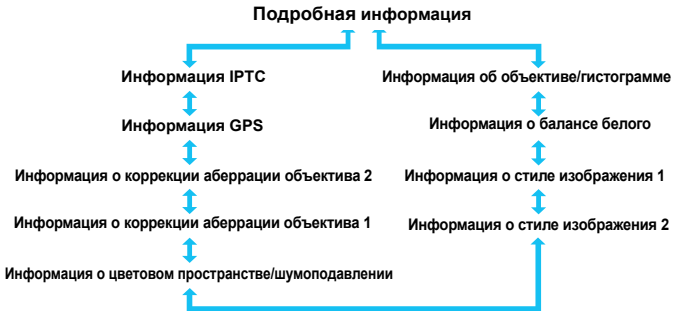 Подробная информация
Информация IPTC
Информация об объективе/гистограмме
Информация GPS
Информация о балансе белого
Информация о коррекции аберрации объектива 2
Информация о стиле изображения 1
Информация о коррекции аберрации объектива 1
Информация о стиле изображения 2
Информация о цветовом пространстве/шумоподавлении